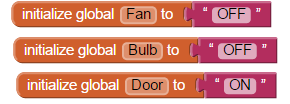 initialize global Fan to " OFF "
initialize global Bulb to " OFF "
initialize global Door to " ON "